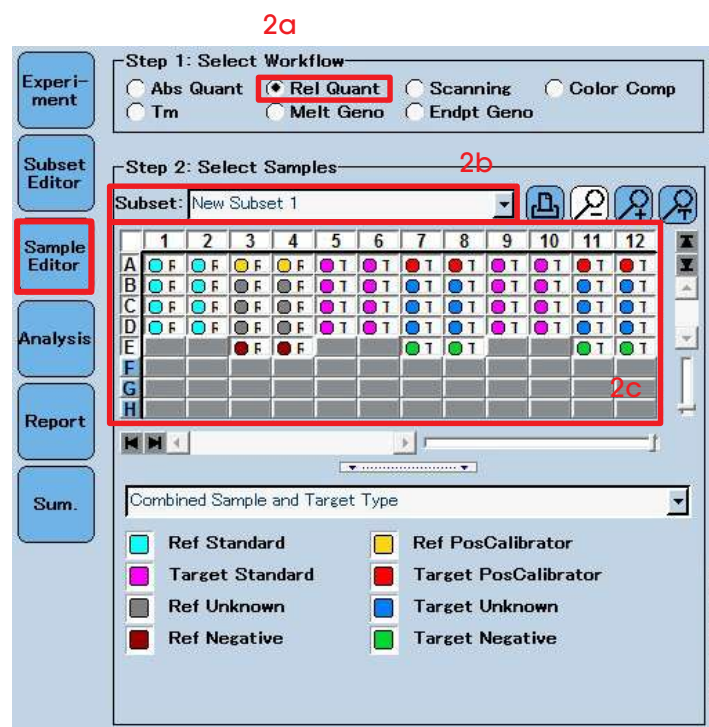 2a
Step 1: Select Workflow
Abs Quant Rel Quant Scanning Color Comp
Tm Melt Geno Endpt Geno
Experi-
ment
Subset
Editor
Sample
Editor
Analysis
Report
Sum.
Step 2: Select Samples 2b
Subset: New Subset 1
1 2 3 4 5 6 7 8 9 10 11 12
A F F F F T T T T T T T T
B F F F F T T T T T T T T
C F F F F T T T T T T T T
D F F F F T T T T T T T T
E F F T T T T
F
G
H
2c
Combined Sample and Target Type
Ref Standard Ref PosCalibrator
Target Standard Target PosCalibrator
Ref Unknown Target Unknown
Ref Negative Target Negative